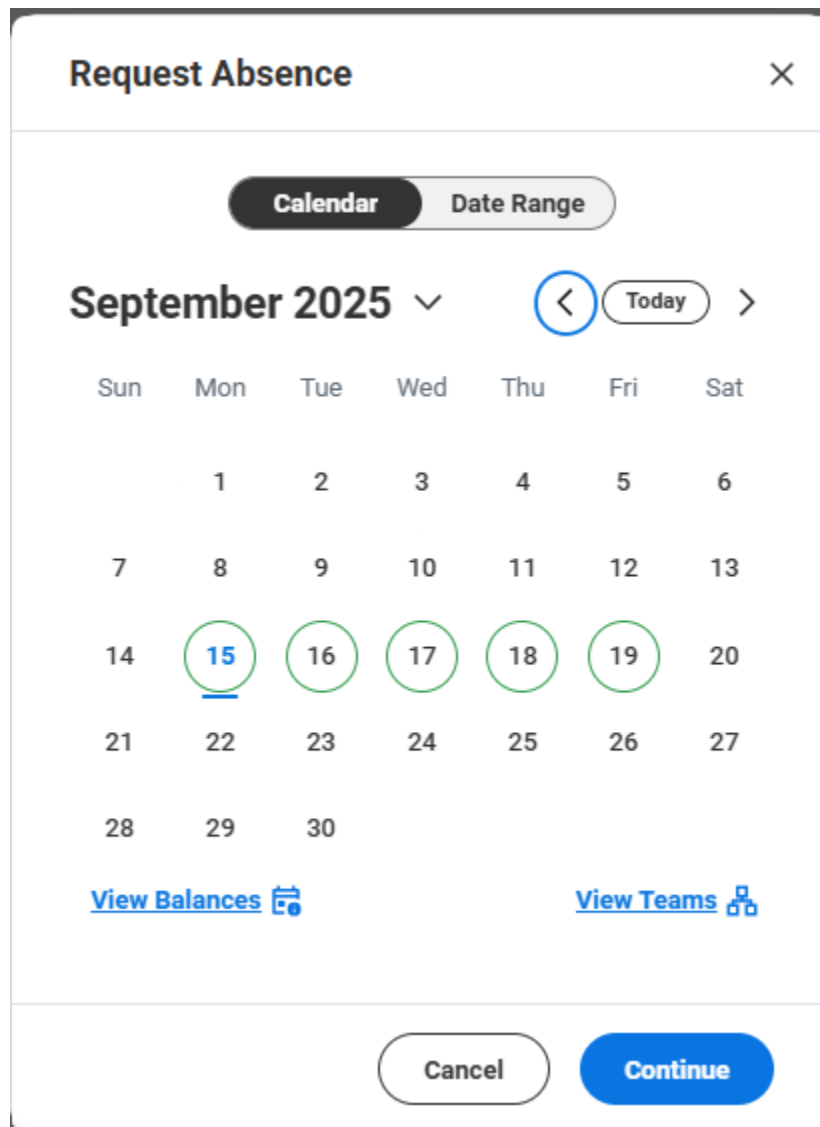 Request Absence
Calendar Date Range
September 2025 Today
Sun Mon Tue Wed Thu Fri Sat
1 2 3 4 5 6
7 8 9 10 11 12 13
14 15 16 17 18 19 20
21 22 23 24 25 26 27
28 29 30
View Balances View Teams
Cancel Continue